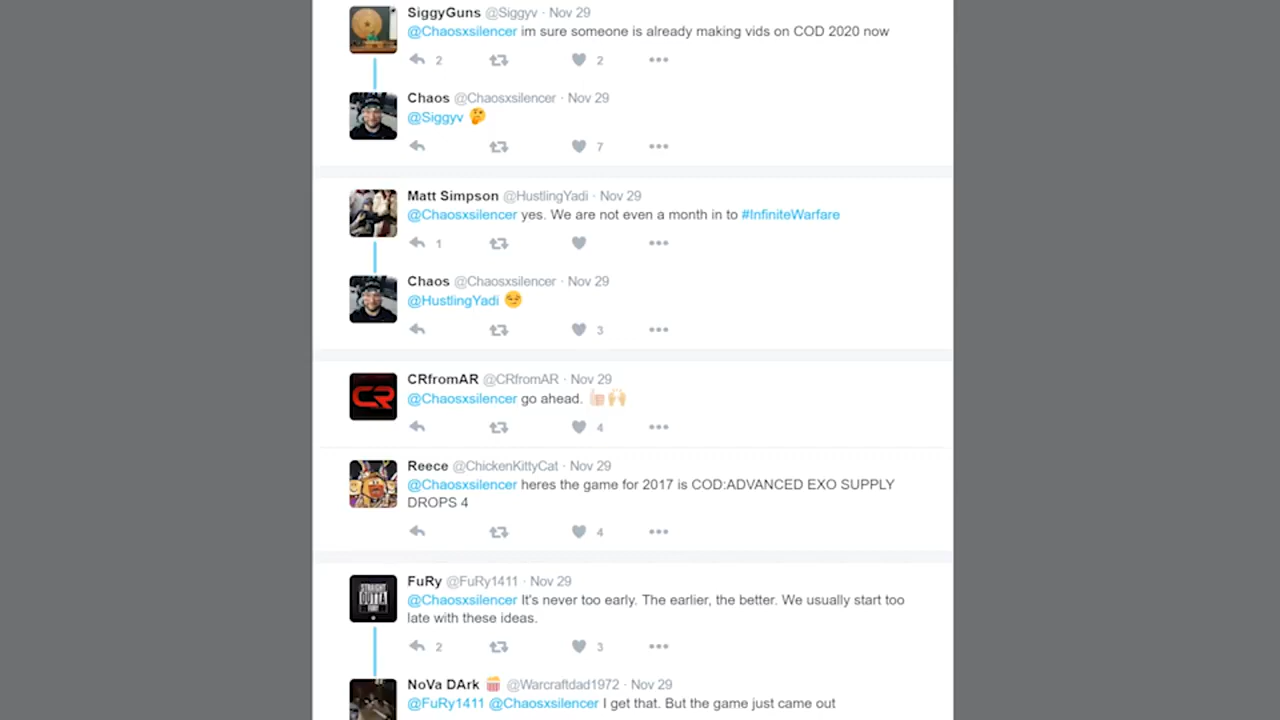 SiggyGuns @Siggyv · Nov 29
@Chaosxsilencer im sure someone is already making vids on COD 2020 now
2 2
Chaos @Chaosxsilencer · Nov 29
@Siggyv 🤔
7
Matt Simpson @HustlingYadi · Nov 29
@Chaosxsilencer yes. We are not even a month in to #InfiniteWarfare
1
Chaos @Chaosxsilencer · Nov 29
@HustlingYadi 😏
3
CR
CRfromAR @CRfromAR · Nov 29
@Chaosxsilencer go ahead. 👍🏻🙌🏻
4
Reece @ChickenKittyCat · Nov 29
@Chaosxsilencer heres the game for 2017 is COD:ADVANCED EXO SUPPLY
DROPS 4
4
STRAIGHT
OUTTA
FURY
FuRy @FuRy1411 · Nov 29
@Chaosxsilencer It's never too early. The earlier, the better. We usually start too
late with these ideas.
2 3
NoVa DArk 🍿 @Warcraftdad1972 · Nov 29
@FuRy1411 @Chaosxsilencer I get that. But the game just came out